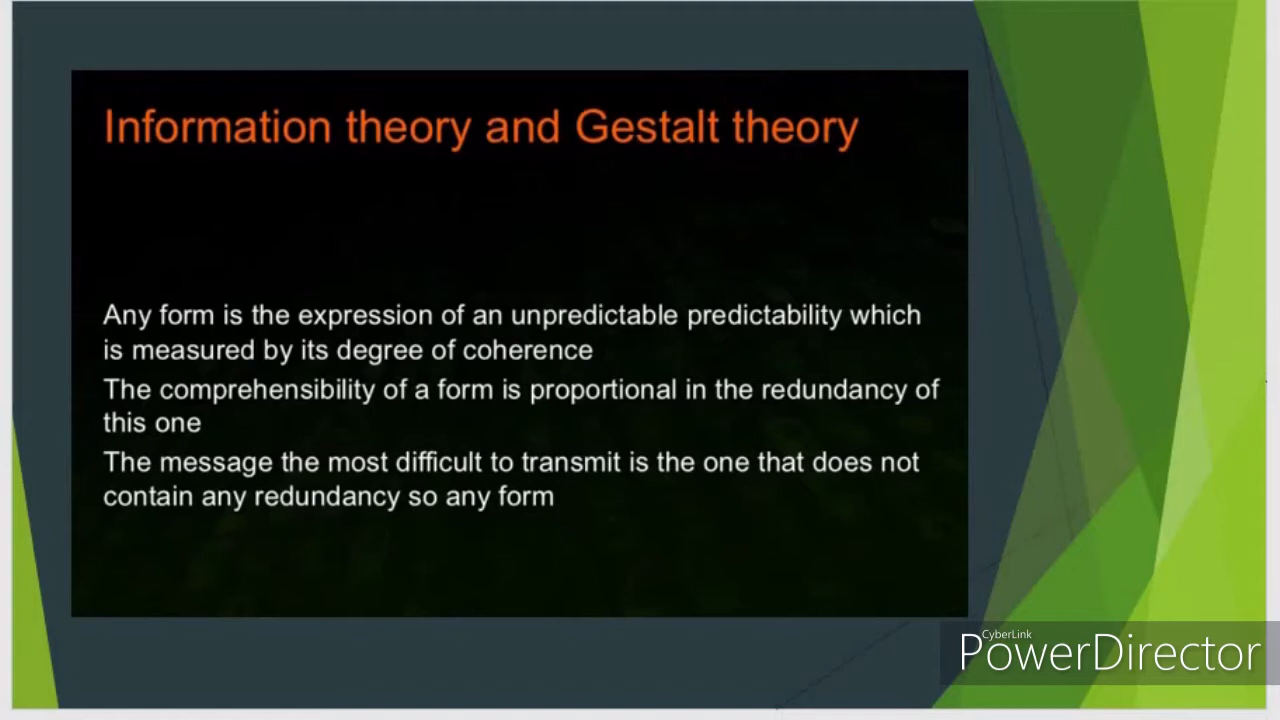 Information theory and Gestalt theory
Any form is the expression of an unpredictable predictability which
is measured by its degree of coherence
The comprehensibility of a form is proportional in the redundancy of
this one
The message the most difficult to transmit is the one that does not
contain any redundancy so any form
CyberLink
PowerDirector